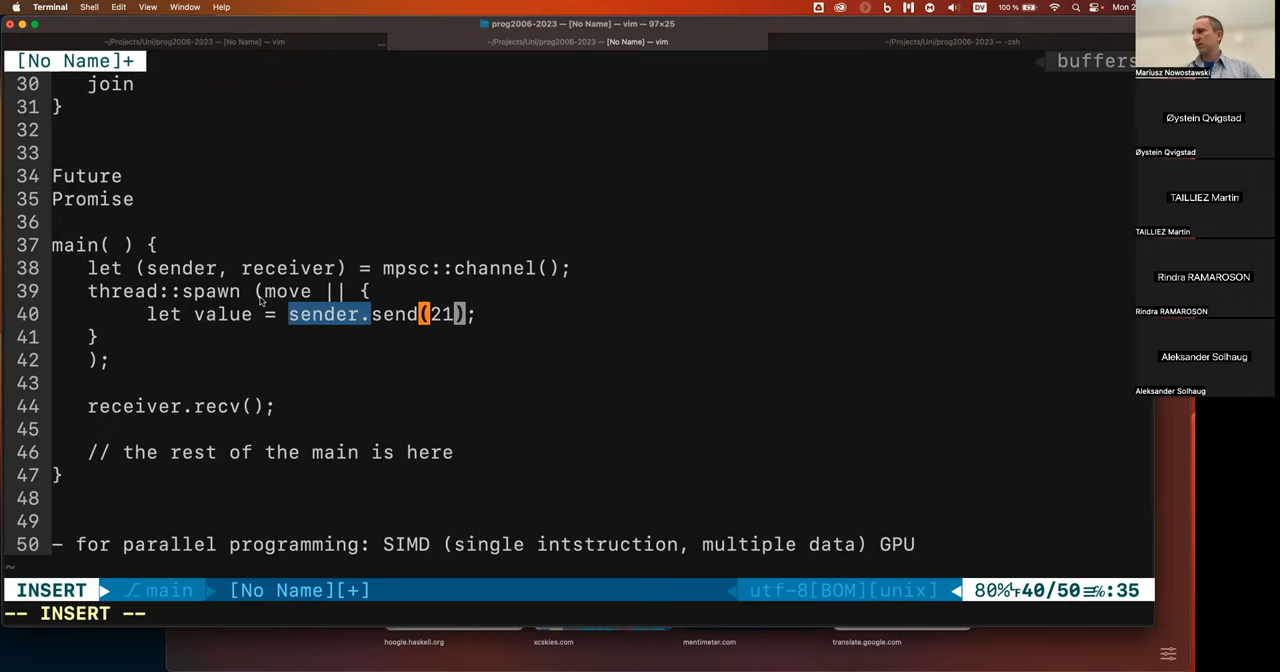 Terminal Shell Edit View Window Help 100 % Mon 2
prog2006-2023 — [No Name] — vim — 97×25
~/Projects/Uni/prog2006-2023 — [No Name] — vim ... ~/Projects/Uni/prog2006-2023 — [No Name] — vim ~/Projects/Uni/prog2006-2023 — -zsh
[No Name]+ buffers
30 join
31 }
32
33
34 Future
35 Promise
36
37 main( ) {
38 let (sender, receiver) = mpsc::channel();
39 thread::spawn (move || {
40 let value = sender.send(21);
41 }
42 );
43
44 receiver.recv();
45
46 // the rest of the main is here
47 }
48
49
50 – for parallel programming: SIMD (single intstruction, multiple data) GPU
~
INSERT main [No Name][+] utf-8[BOM][unix] 80% 40/50 :35
-- INSERT --
hoogle.haskell.org xcskies.com mentimeter.com translate.google.com
Mariusz Nowostawski
Øystein Qvigstad
Øystein Qvigstad
TAILLIEZ Martin
TAILLIEZ Martin
Rindra RAMAROSON
Rindra RAMAROSON
Aleksander Solhaug
Aleksander Solhaug